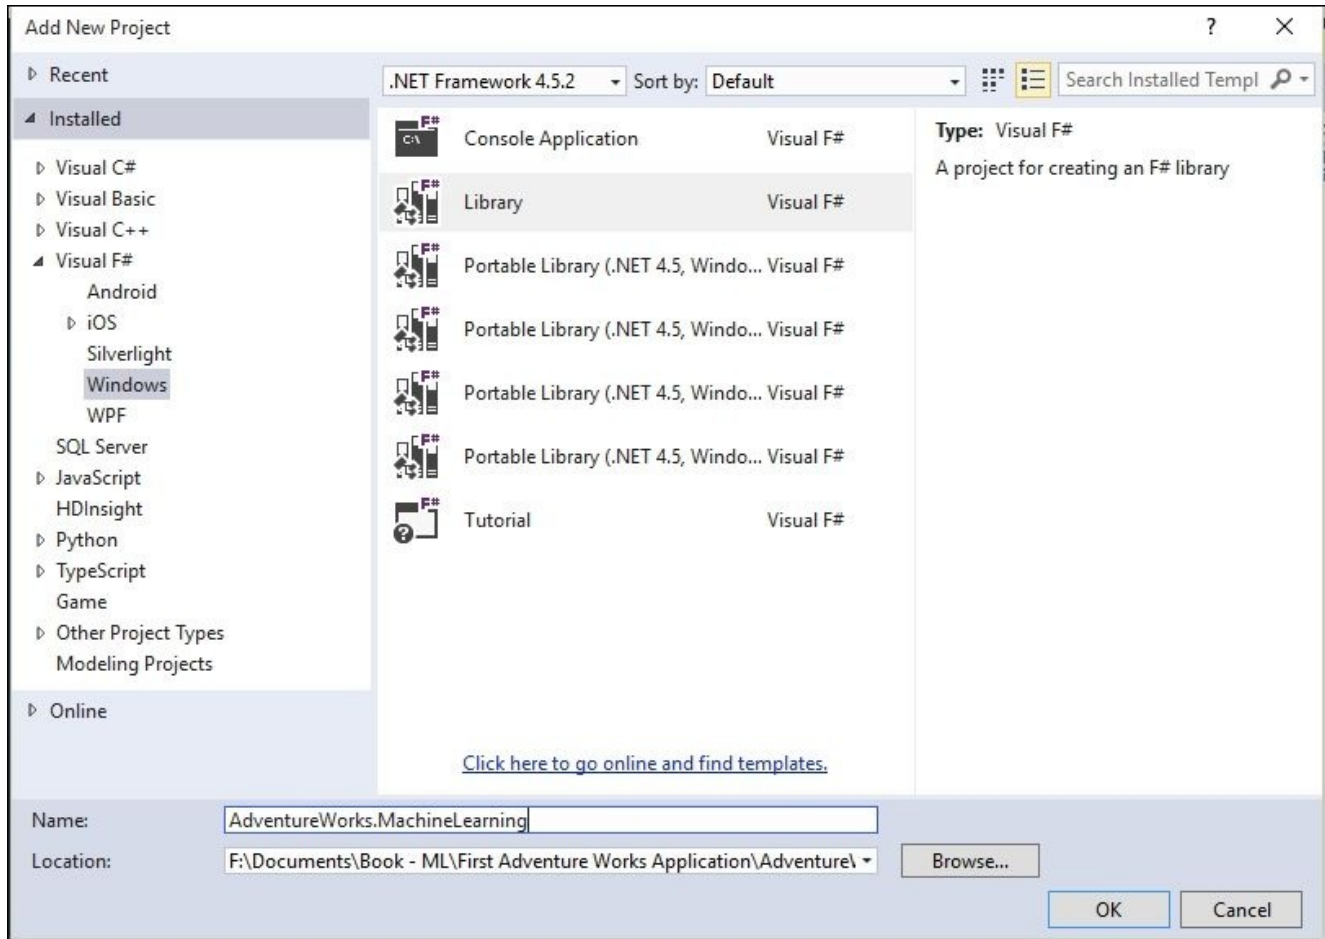 Add New Project
?
Recent
.NET Framework 4.5.2
Sort by:
Default
Search Installed Templ
Installed
Visual C#
Visual Basic
Visual C++
Visual F#
Android
iOS
Silverlight
Windows
WPF
SQL Server
JavaScript
HDInsight
Python
TypeScript
Game
Other Project Types
Modeling Projects
Online
Console Application Visual F#
Library Visual F#
Portable Library (.NET 4.5, Windo... Visual F#
Portable Library (.NET 4.5, Windo... Visual F#
Portable Library (.NET 4.5, Windo... Visual F#
Portable Library (.NET 4.5, Windo... Visual F#
Tutorial Visual F#
Click here to go online and find templates.
Type: Visual F#
A project for creating an F# library
Name: AdventureWorks.MachineLearning
Location: F:\Documents\Book - ML\First Adventure Works Application\Adventure\
Browse...
OK
Cancel